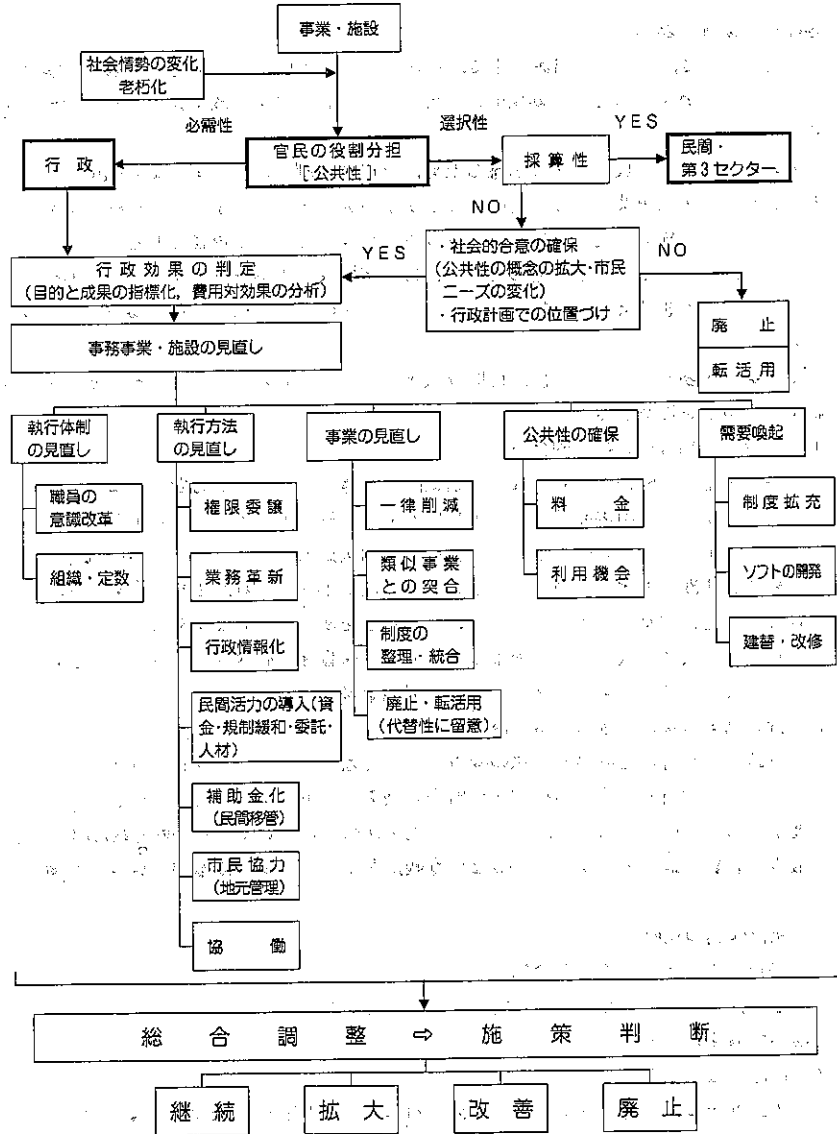 事業・施設
社会情勢の変化
老朽化
必需性
選択性
YES
行政
官民の役割分担
[公共性]
採算性
民間・
第3セクター
NO
YES
・社会的合意の確保
(公共性の概念の拡大・市民
ニーズの変化)
・行政計画での位置づけ
NO
行政効果の判定
(目的と成果の指標化,費用対効果の分析)
廃止
転活用
事務事業・施設の見直し
執行体制
の見直し
職員の
意識改革
組織・定数
執行方法
の見直し
権限委譲
業務革新
行政情報化
民間活力の導入(資
金・規制緩和・委託・
人材)
補助金化
(民間移管)
市民協力
(地元管理)
協働
事業の見直し
一律削減
類似事業
との突合
制度の
整理・統合
廃止・転活用
(代替性に留意)
公共性の確保
料金
利用機会
需要喚起
制度拡充
ソフトの開発
建替・改修
総合調整⇨施策判断
継続
拡大
改善
廃止